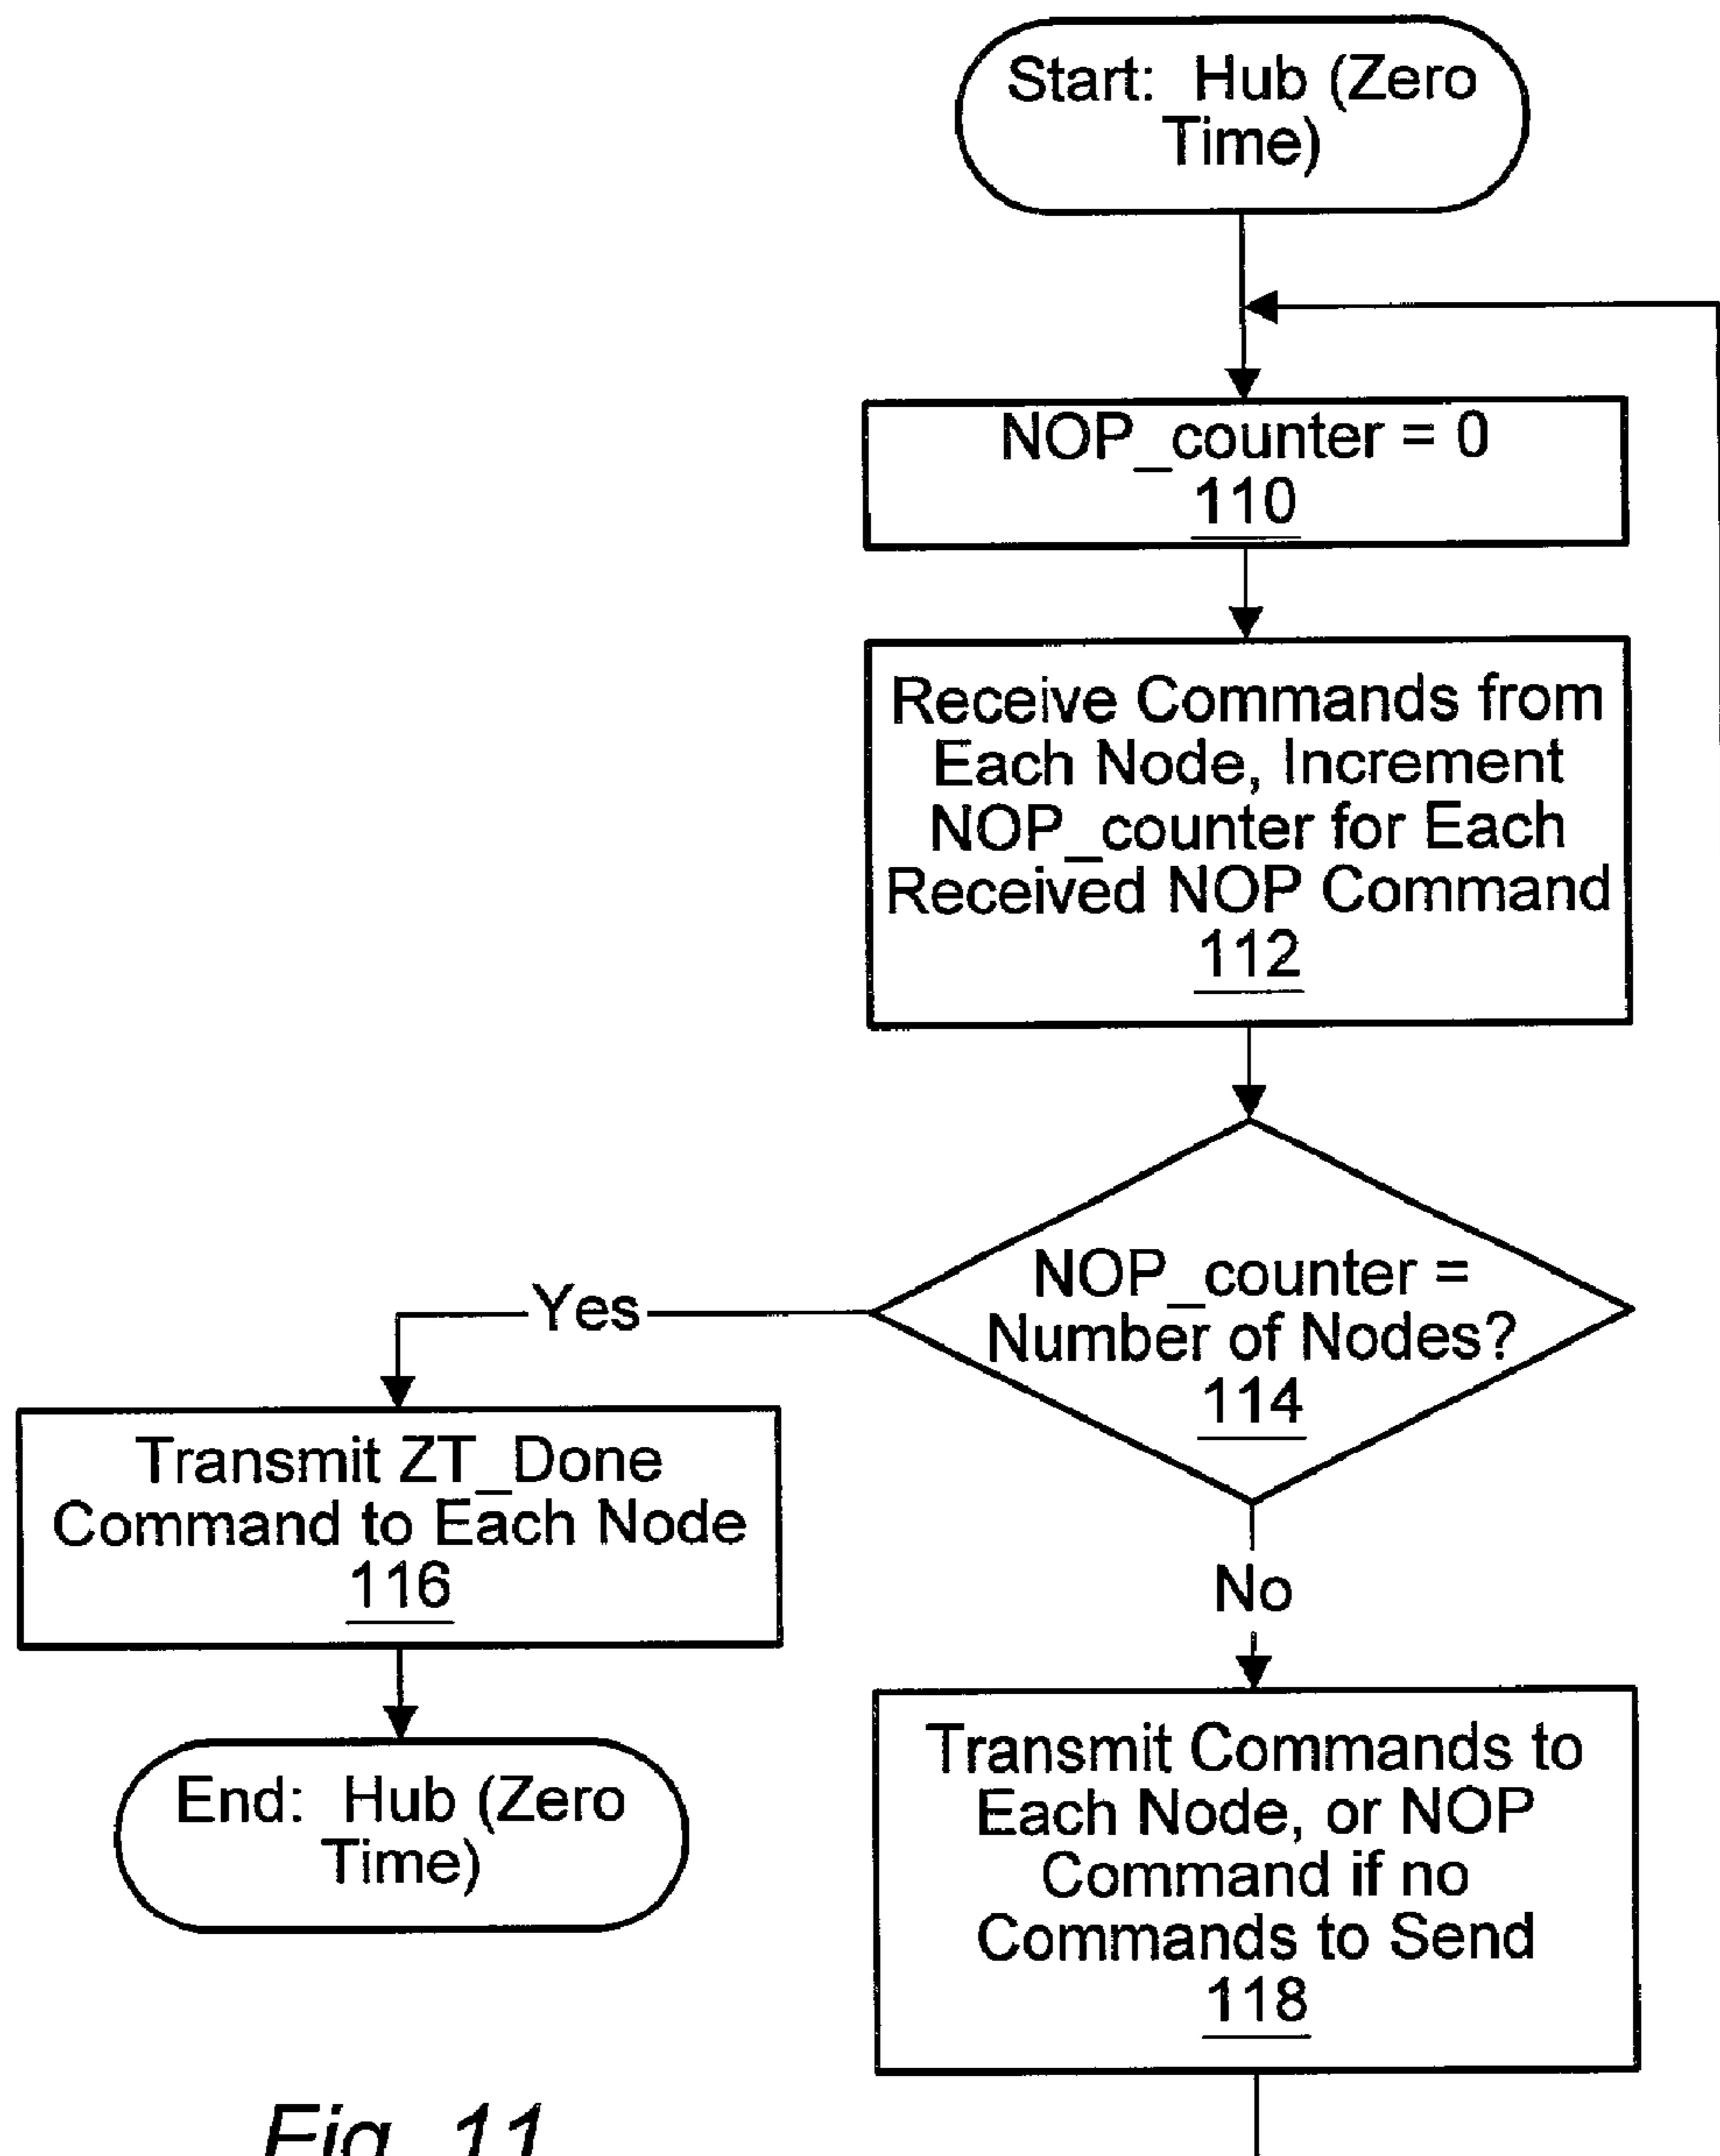 Start: Hub (Zero
Time)
NOP_counter = 0
110
Receive Commands from
Each Node, Increment
NOP_counter for Each
Received NOP Command
112
NOP_counter =
Number of Nodes?
114
Yes
Transmit ZT_Done
Command to Each Node
116
End: Hub (Zero
Time)
No
Transmit Commands to
Each Node, or NOP
Command if no
Commands to Send
118
Fig. 11